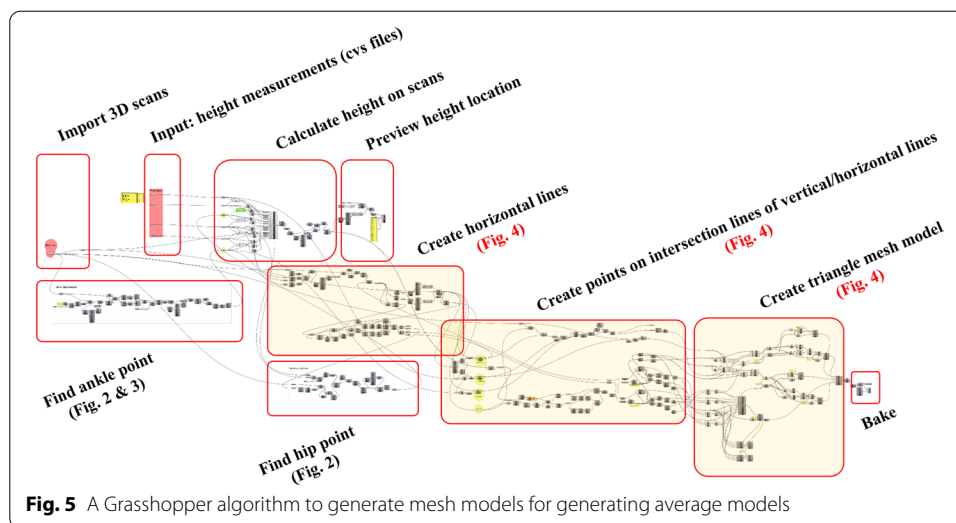 Import 3D scans
Input: height measurements (cvs files)
Calculate height on scans
Preview height location
Create horizontal lines
(Fig. 4)
Create points on intersection lines of vertical/horizontal lines
(Fig. 4)
Create triangle mesh model
(Fig. 4)
Find ankle point
(Fig. 2 & 3)
Find hip point
(Fig. 2)
Bake
Fig. 5 A Grasshopper algorithm to generate mesh models for generating average models